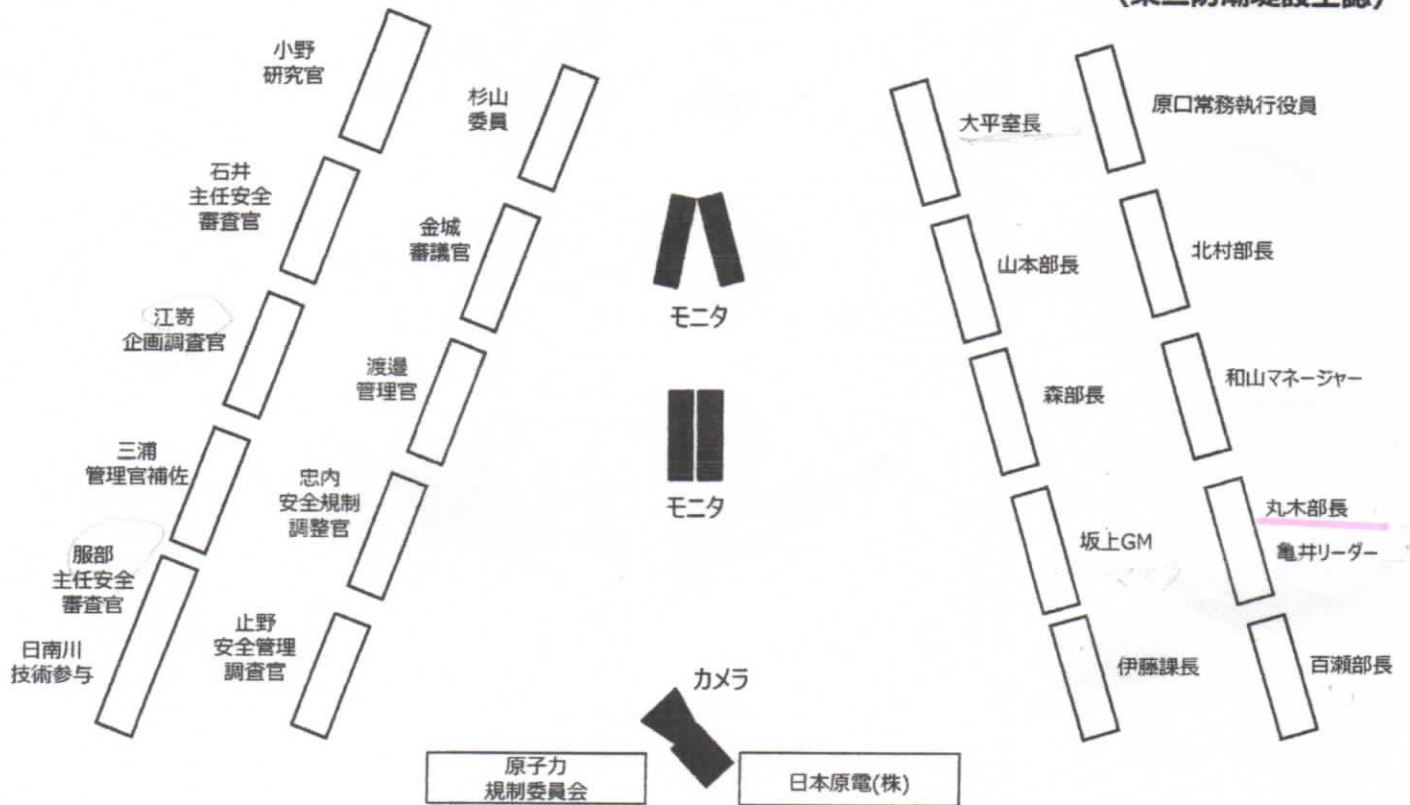 小野
研究官
杉山
委員
石井
主任安全
審査官
金城
審議官
江嵜
企画調査官
渡邉
管理官
三浦
管理官補佐
忠内
安全規制
調整官
服部
主任安全
審査官
日南川
技術参与
止野
安全管理
調査官
モニタ
モニタ
カメラ
原子力
規制委員会
日本原電(株)
大平室長
原口常務執行役員
山本部長
北村部長
森部長
和山マネージャー
坂上GM
丸木部長
亀井リーダー
伊藤課長
百瀬部長